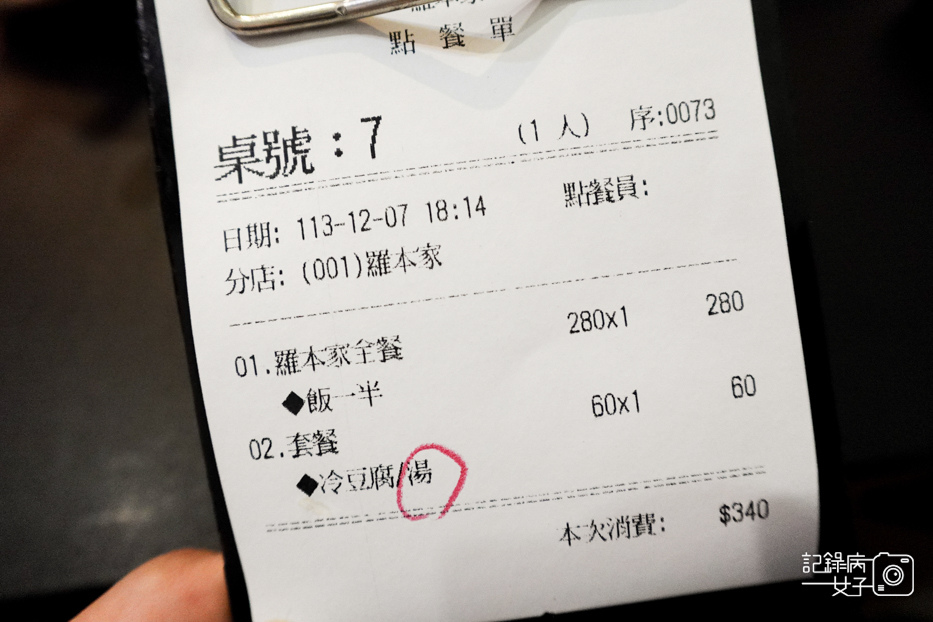 點 餐 單
桌號:7 (1 人) 序:0073
日期: 113-12-07 18:14 點餐員:
分店: (001)羅本家
01.羅本家全餐 280x1 280
◆飯一半
02.套餐 60x1 60
◆冷豆腐/湯
本次消費: $340
記錄病
女子